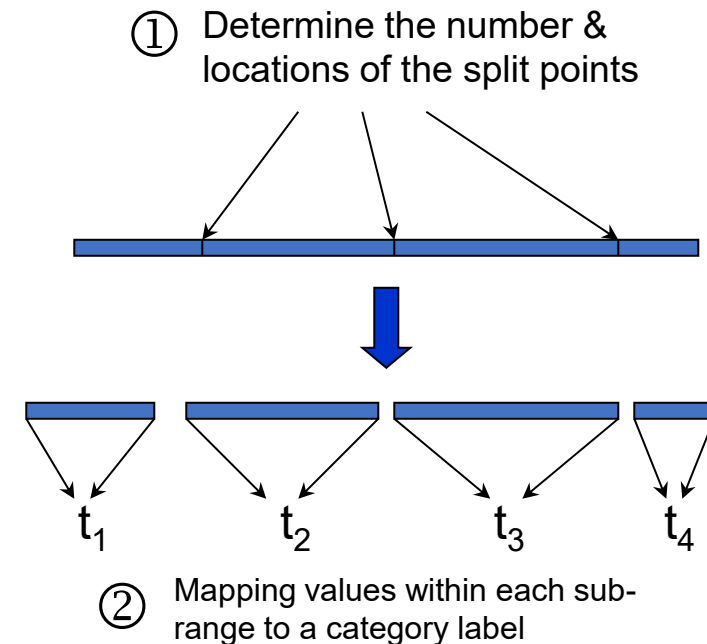 ① Determine the number &
locations of the split points
t₁ t₂ t₃ t₄
② Mapping values within each sub-
range to a category label